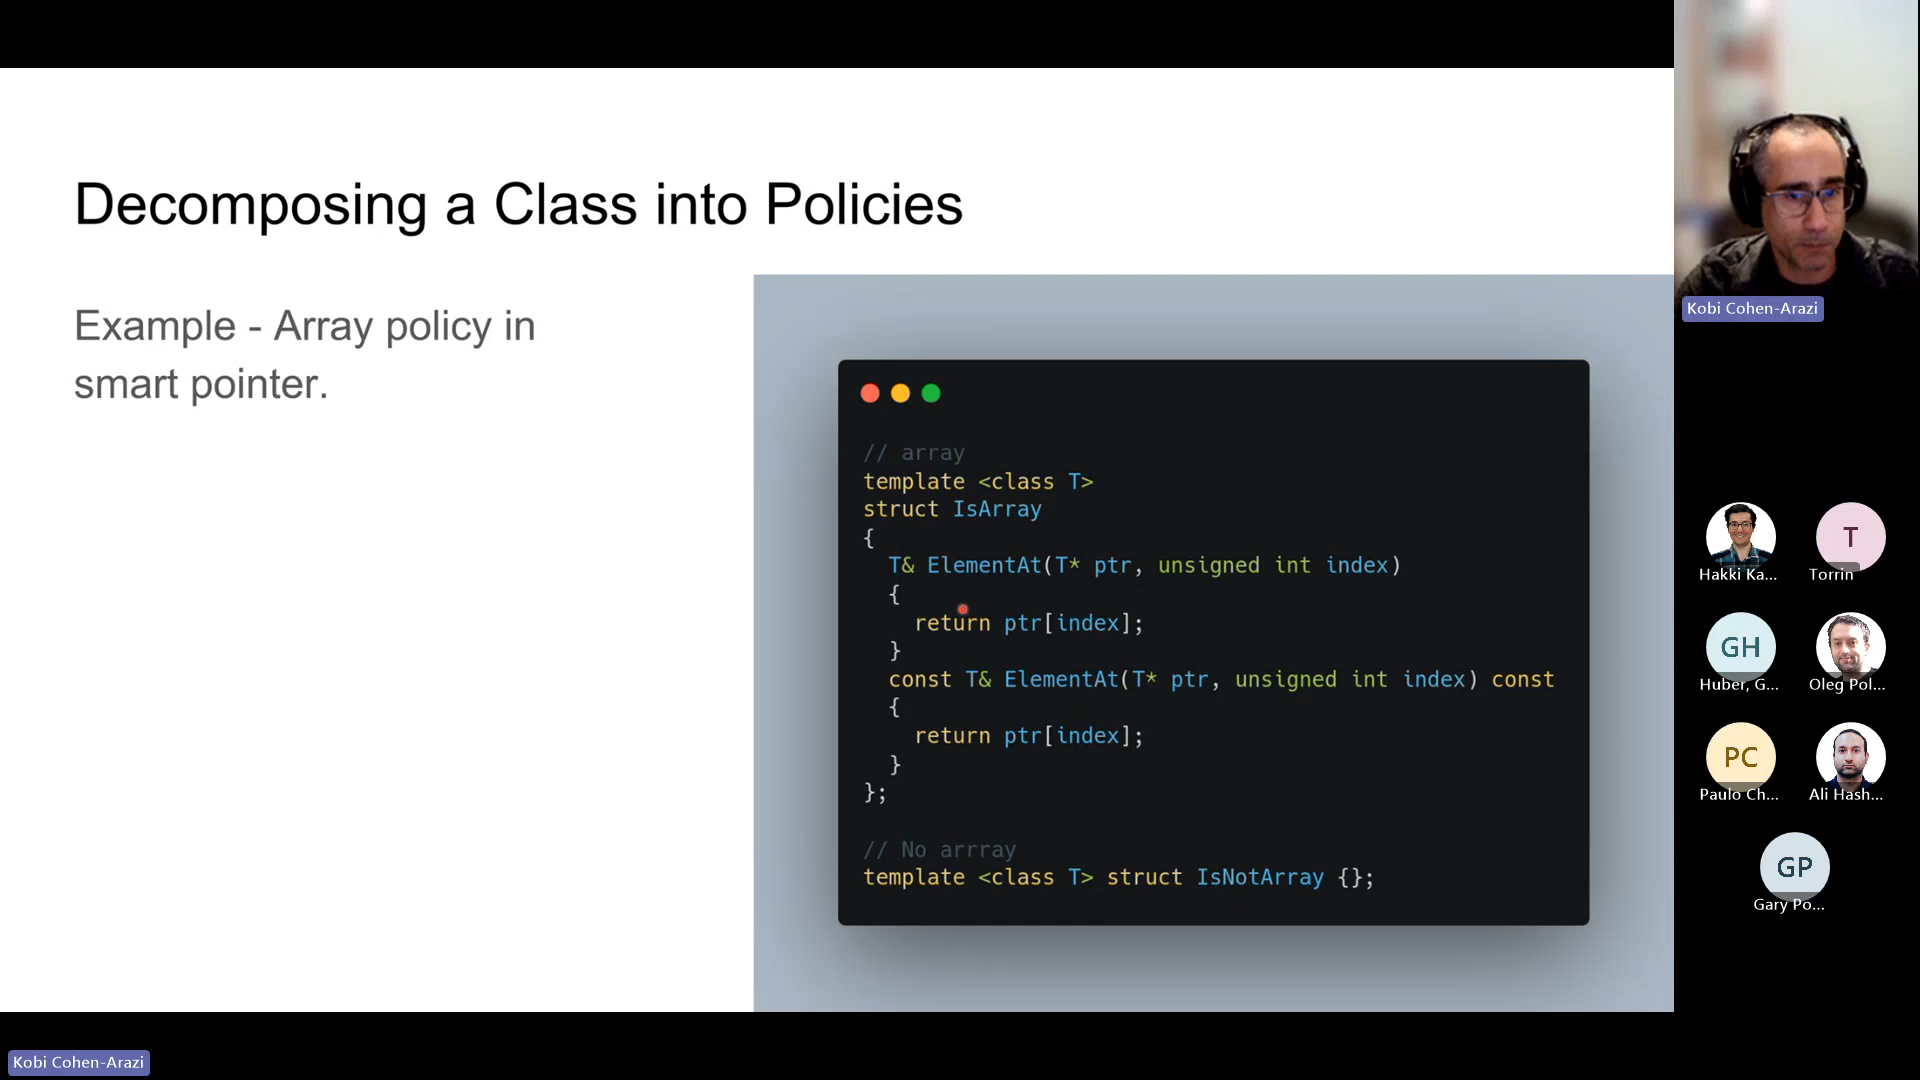 Decomposing a Class into Policies
Example - Array policy in
smart pointer.
// array
template <class T>
struct IsArray
{
  T& ElementAt(T* ptr, unsigned int index)
  {
    return ptr[index];
  }
  const T& ElementAt(T* ptr, unsigned int index) const
  {
    return ptr[index];
  }
};
// No arrray
template <class T> struct IsNotArray {};
Kobi Cohen-Arazi
Hakki Ka...
T
Torrin
GH
Huber, G...
Oleg Pol...
PC
Paulo Ch...
Ali Hash...
GP
Gary Po...
Kobi Cohen-Arazi